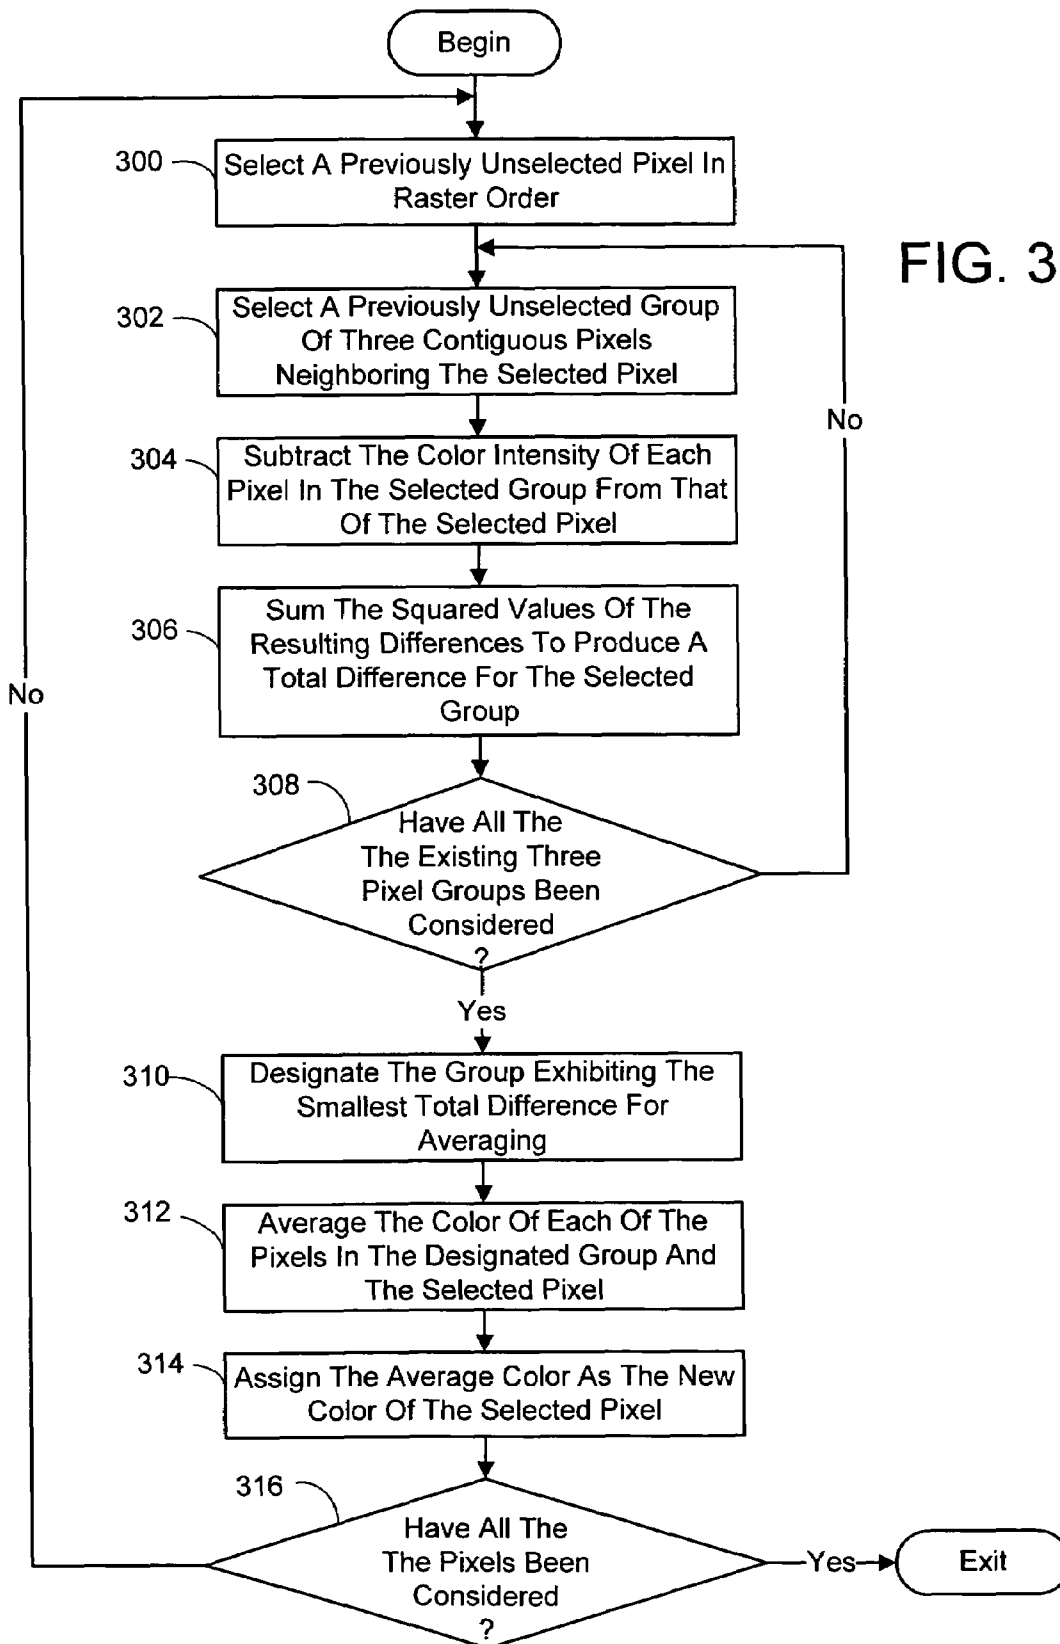 Begin
300
Select A Previously Unselected Pixel In
Raster Order
FIG. 3
302
Select A Previously Unselected Group
Of Three Contiguous Pixels
Neighboring The Selected Pixel
No
304
Subtract The Color Intensity Of Each
Pixel In The Selected Group From That
Of The Selected Pixel
306
Sum The Squared Values Of The
Resulting Differences To Produce A
Total Difference For The Selected
Group
No
308
Have All The
The Existing Three
Pixel Groups Been
Considered
?
Yes
310
Designate The Group Exhibiting The
Smallest Total Difference For
Averaging
312
Average The Color Of Each Of The
Pixels In The Designated Group And
The Selected Pixel
314
Assign The Average Color As The New
Color Of The Selected Pixel
316
Have All The
The Pixels Been
Considered
?
Yes
Exit